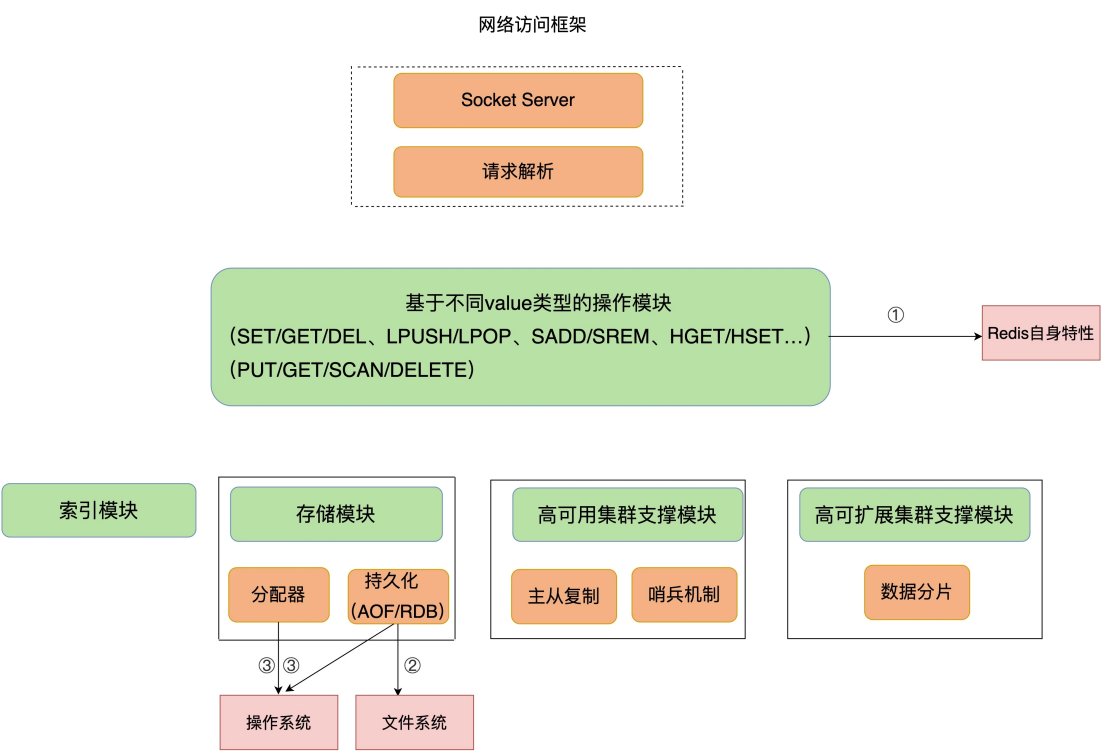 网络访问框架
Socket Server
请求解析
基于不同value类型的操作模块
（SET/GET/DEL、LPUSH/LPOP、SADD/SREM、HGET/HSET…）
（PUT/GET/SCAN/DELETE）
①
Redis自身特性
索引模块
存储模块
分配器
持久化
（AOF/RDB）
高可用集群支撑模块
主从复制
哨兵机制
高可扩展集群支撑模块
数据分片
③
③
②
操作系统
文件系统